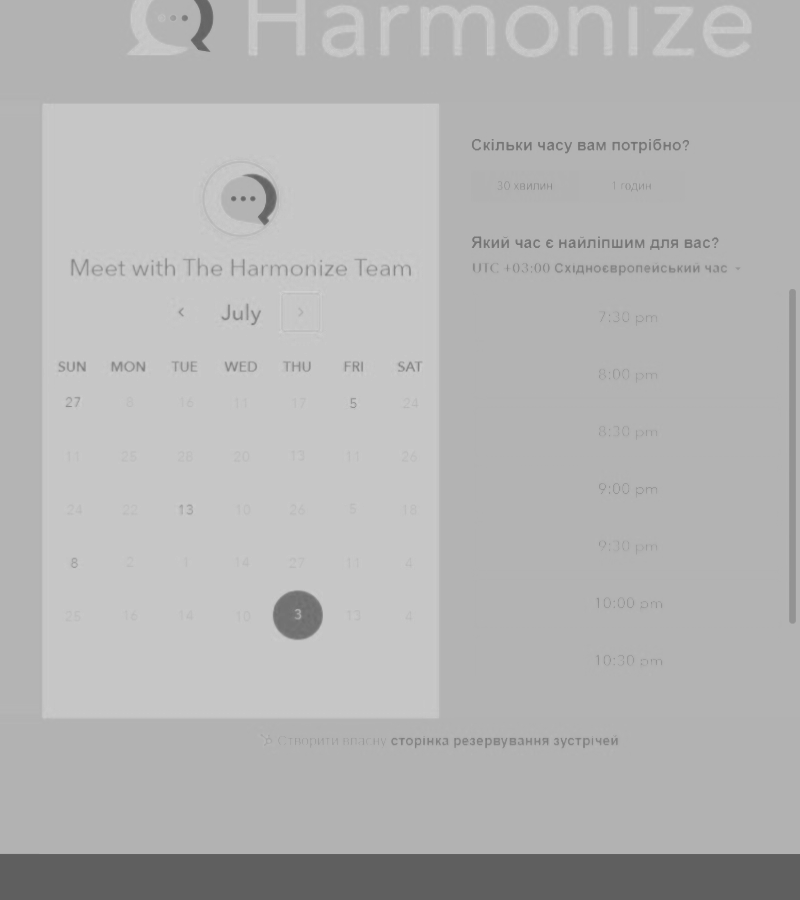 Harmonize
Meet with The Harmonize Team
July
SUN MON TUE WED THU FRI SAT
27 8 16 11 17 5 24
11 25 28 20 13 11 26
24 22 13 10 26 5 18
8 2 1 14 27 11 4
25 16 14 10 3 13 4
Скільки часу вам потрібно?
30 хвилин 1 годин
Який час є найліпшим для вас?
UTC +03:00 Східноєвропейський час
7:30 pm
8:00 pm
8:30 pm
9:00 pm
9:30 pm
10:00 pm
10:30 pm
Створити власну сторінка резервування зустрічей